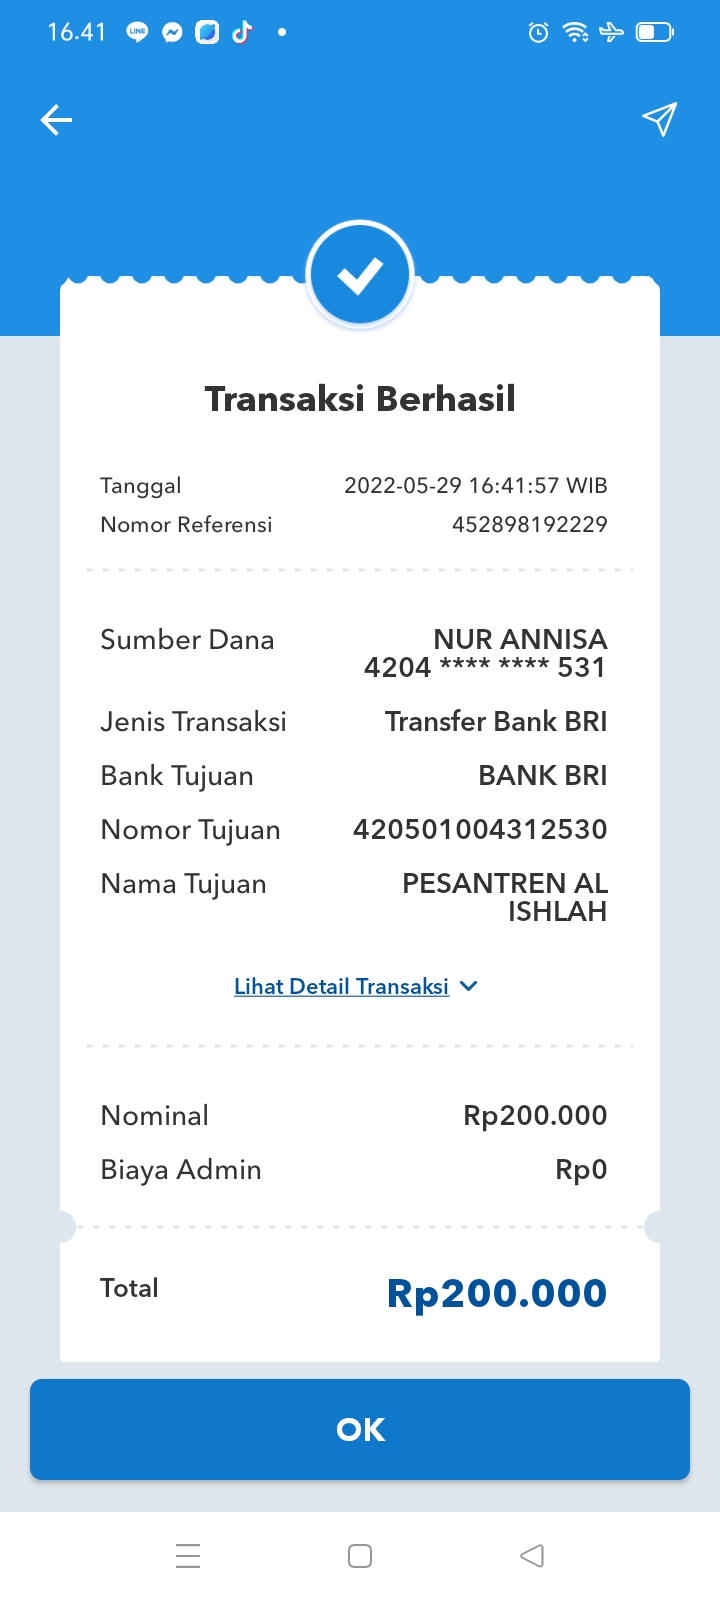 16.41
LINE
Transaksi Berhasil
Tanggal 2022-05-29 16:41:57 WIB
Nomor Referensi 452898192229
Sumber Dana NUR ANNISA
4204 **** **** 531
Jenis Transaksi Transfer Bank BRI
Bank Tujuan BANK BRI
Nomor Tujuan 420501004312530
Nama Tujuan PESANTREN AL
ISHLAH
Lihat Detail Transaksi
Nominal Rp200.000
Biaya Admin Rp0
Total Rp200.000
OK